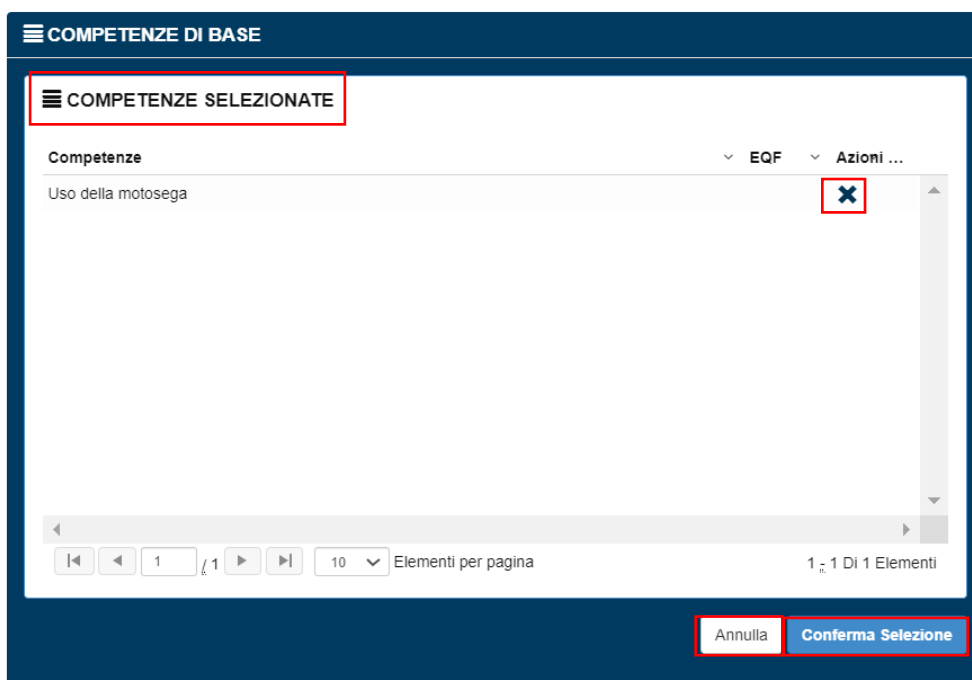 COMPETENZE DI BASE
COMPETENZE SELEZIONATE
Competenze EQF Azioni ...
Uso della motosega
1 / 1 10 Elementi per pagina 1 - 1 Di 1 Elementi
Annulla Conferma Selezione